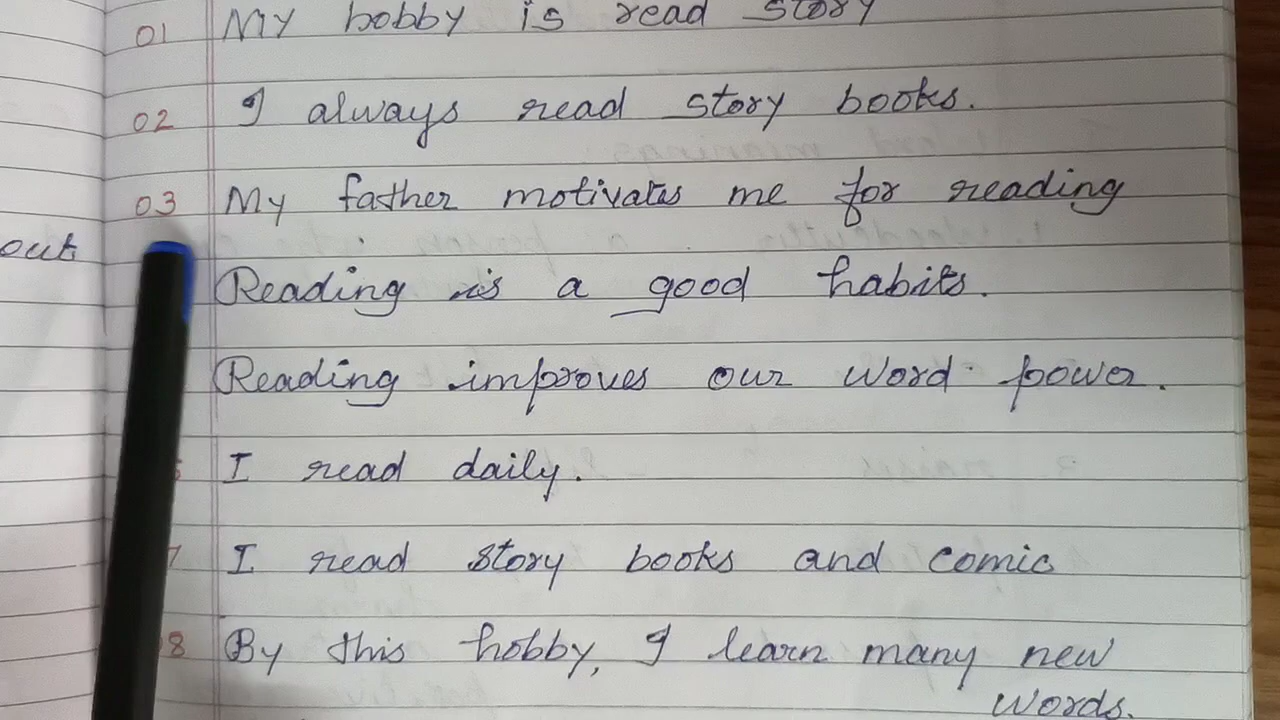 01 My hobby is read story
02 I always read story books.
03 My father motivates me for reading
out
Reading is a good habits.
Reading improves our word power.
I read daily.
7 I read story books and comic
08 By this hobby, I learn many new
words.